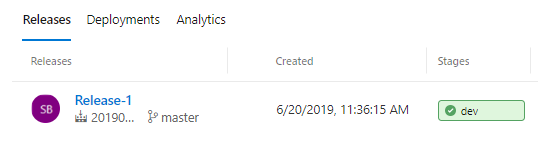 Releases Deployments Analytics
Releases Created Stages
SB Release-1
20190... master 6/20/2019, 11:36:15 AM dev